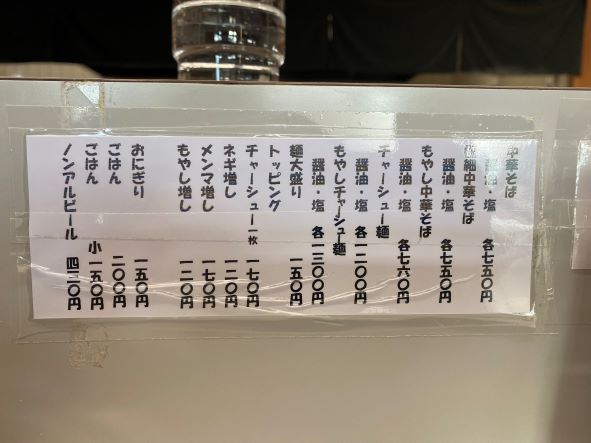 中華そば
醤油・塩 各七五〇円
極細中華そば
醤油・塩 各七五〇円
もやし中華そば
醤油・塩 各七六〇円
チャーシュー麺
醤油・塩 各一二〇〇円
もやしチャーシュー麺
醤油・塩 各一三〇〇円
麺大盛り 一五〇円
トッピング
チャーシュー一枚 一七〇円
ネギ増し 一二〇円
メンマ増し 一七〇円
もやし増し 一二〇円
おにぎり 一五〇円
ごはん 二〇〇円
ごはん 小一五〇円
ノンアルビール 四二〇円